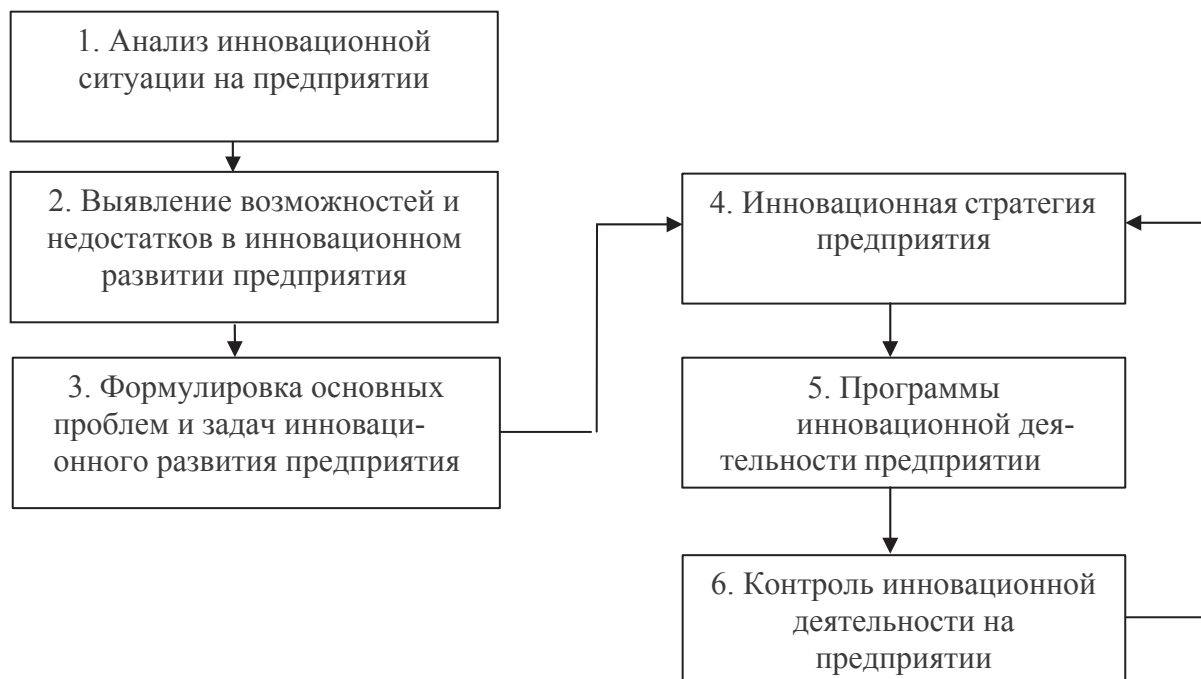 1. Анализ инновационной
ситуации на предприятии
2. Выявление возможностей и
недостатков в инновационном
развитии предприятия
3. Формулировка основных
проблем и задач инноваци-
онного развития предприятия
4. Инновационная стратегия
предприятия
5. Программы
инновационной дея-
тельности предприятии
6. Контроль инновационной
деятельности на
предприятии